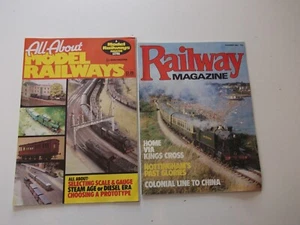 All About
MODEL
RAILWAYS
ALL ABOUT
SELECTING SCALE & GAUGE
STEAM AGE or DIESEL ERA
CHOOSING A PROTOTYPE
Railway
MAGAZINE
HOME
VIA
KINGS CROSS
NOTTINGHAM'S
PAST GLORIES
COLONIAL LINE TO CHINA